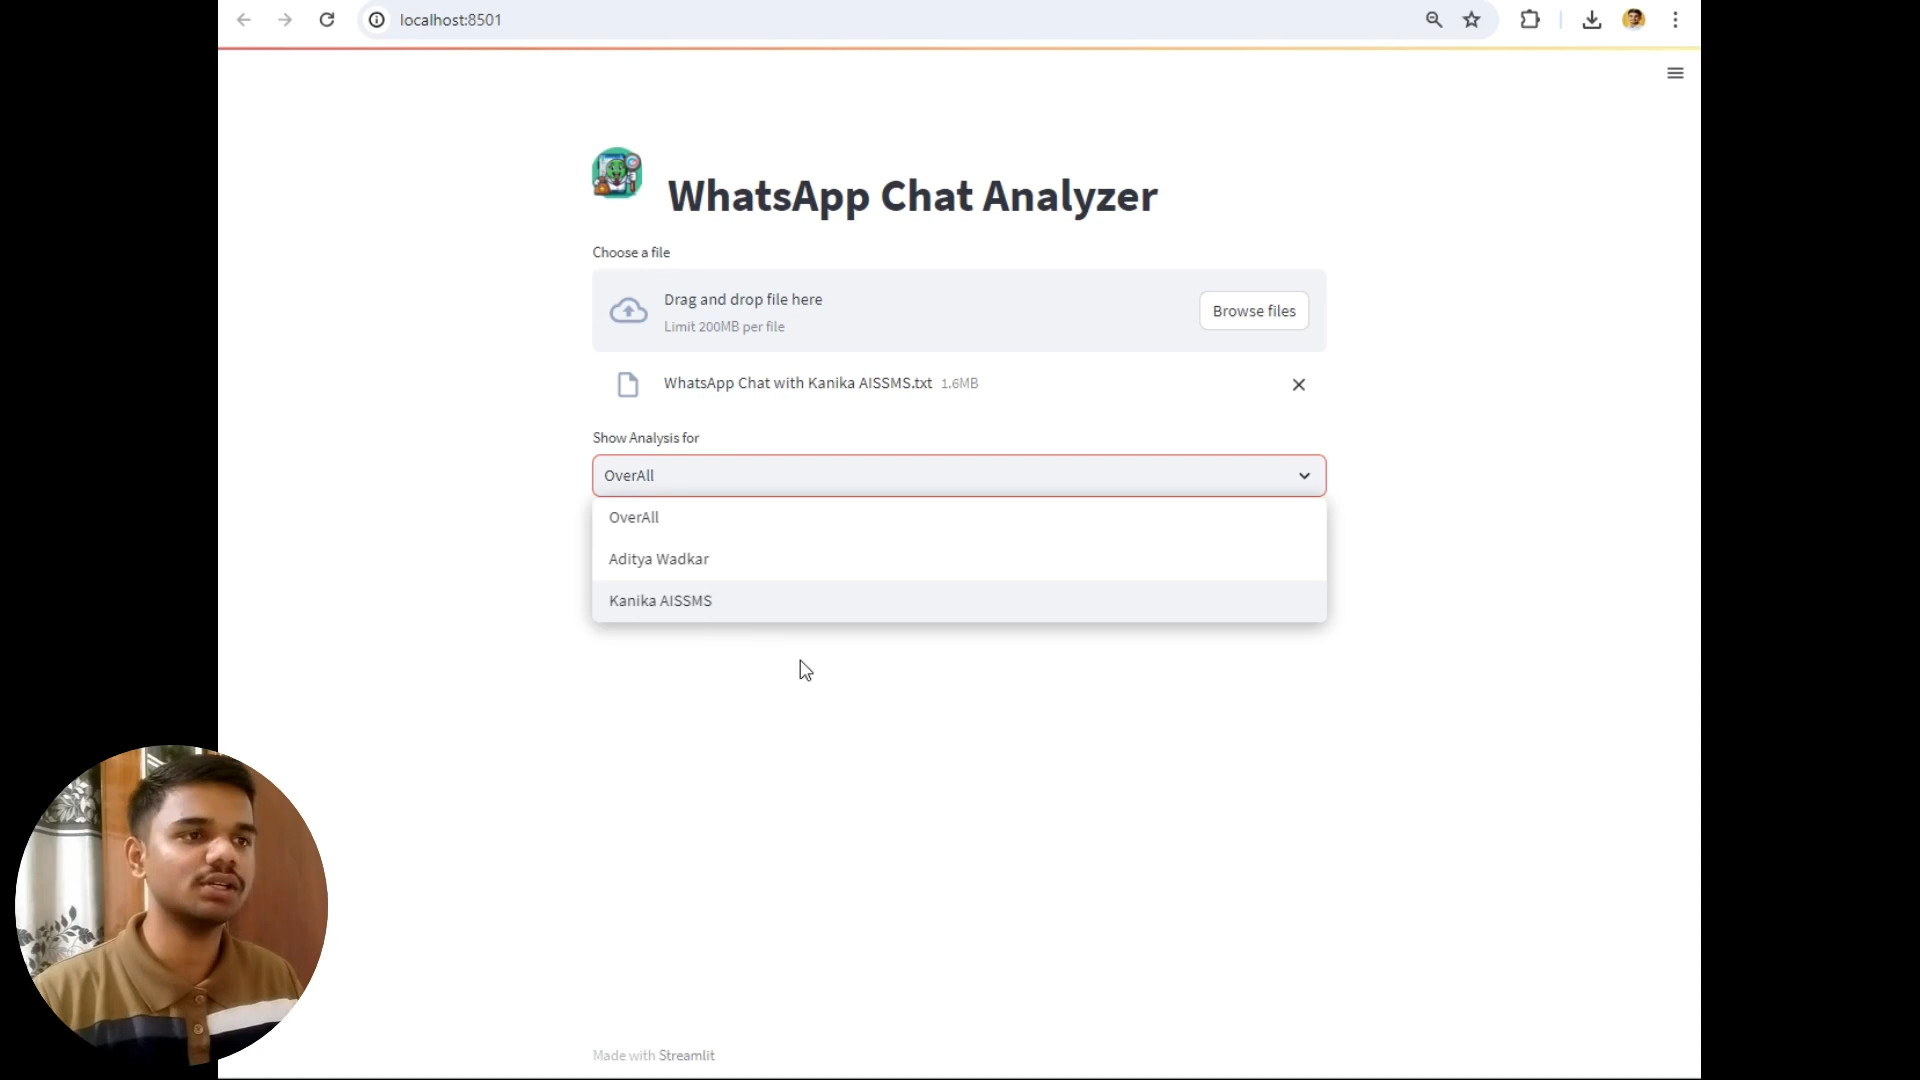 localhost:8501
WhatsApp Chat Analyzer
Choose a file
Drag and drop file here
Limit 200MB per file
Browse files
WhatsApp Chat with Kanika AISSMS.txt 1.6MB
Show Analysis for
OverAll
OverAll
Aditya Wadkar
Kanika AISSMS
Made with Streamlit